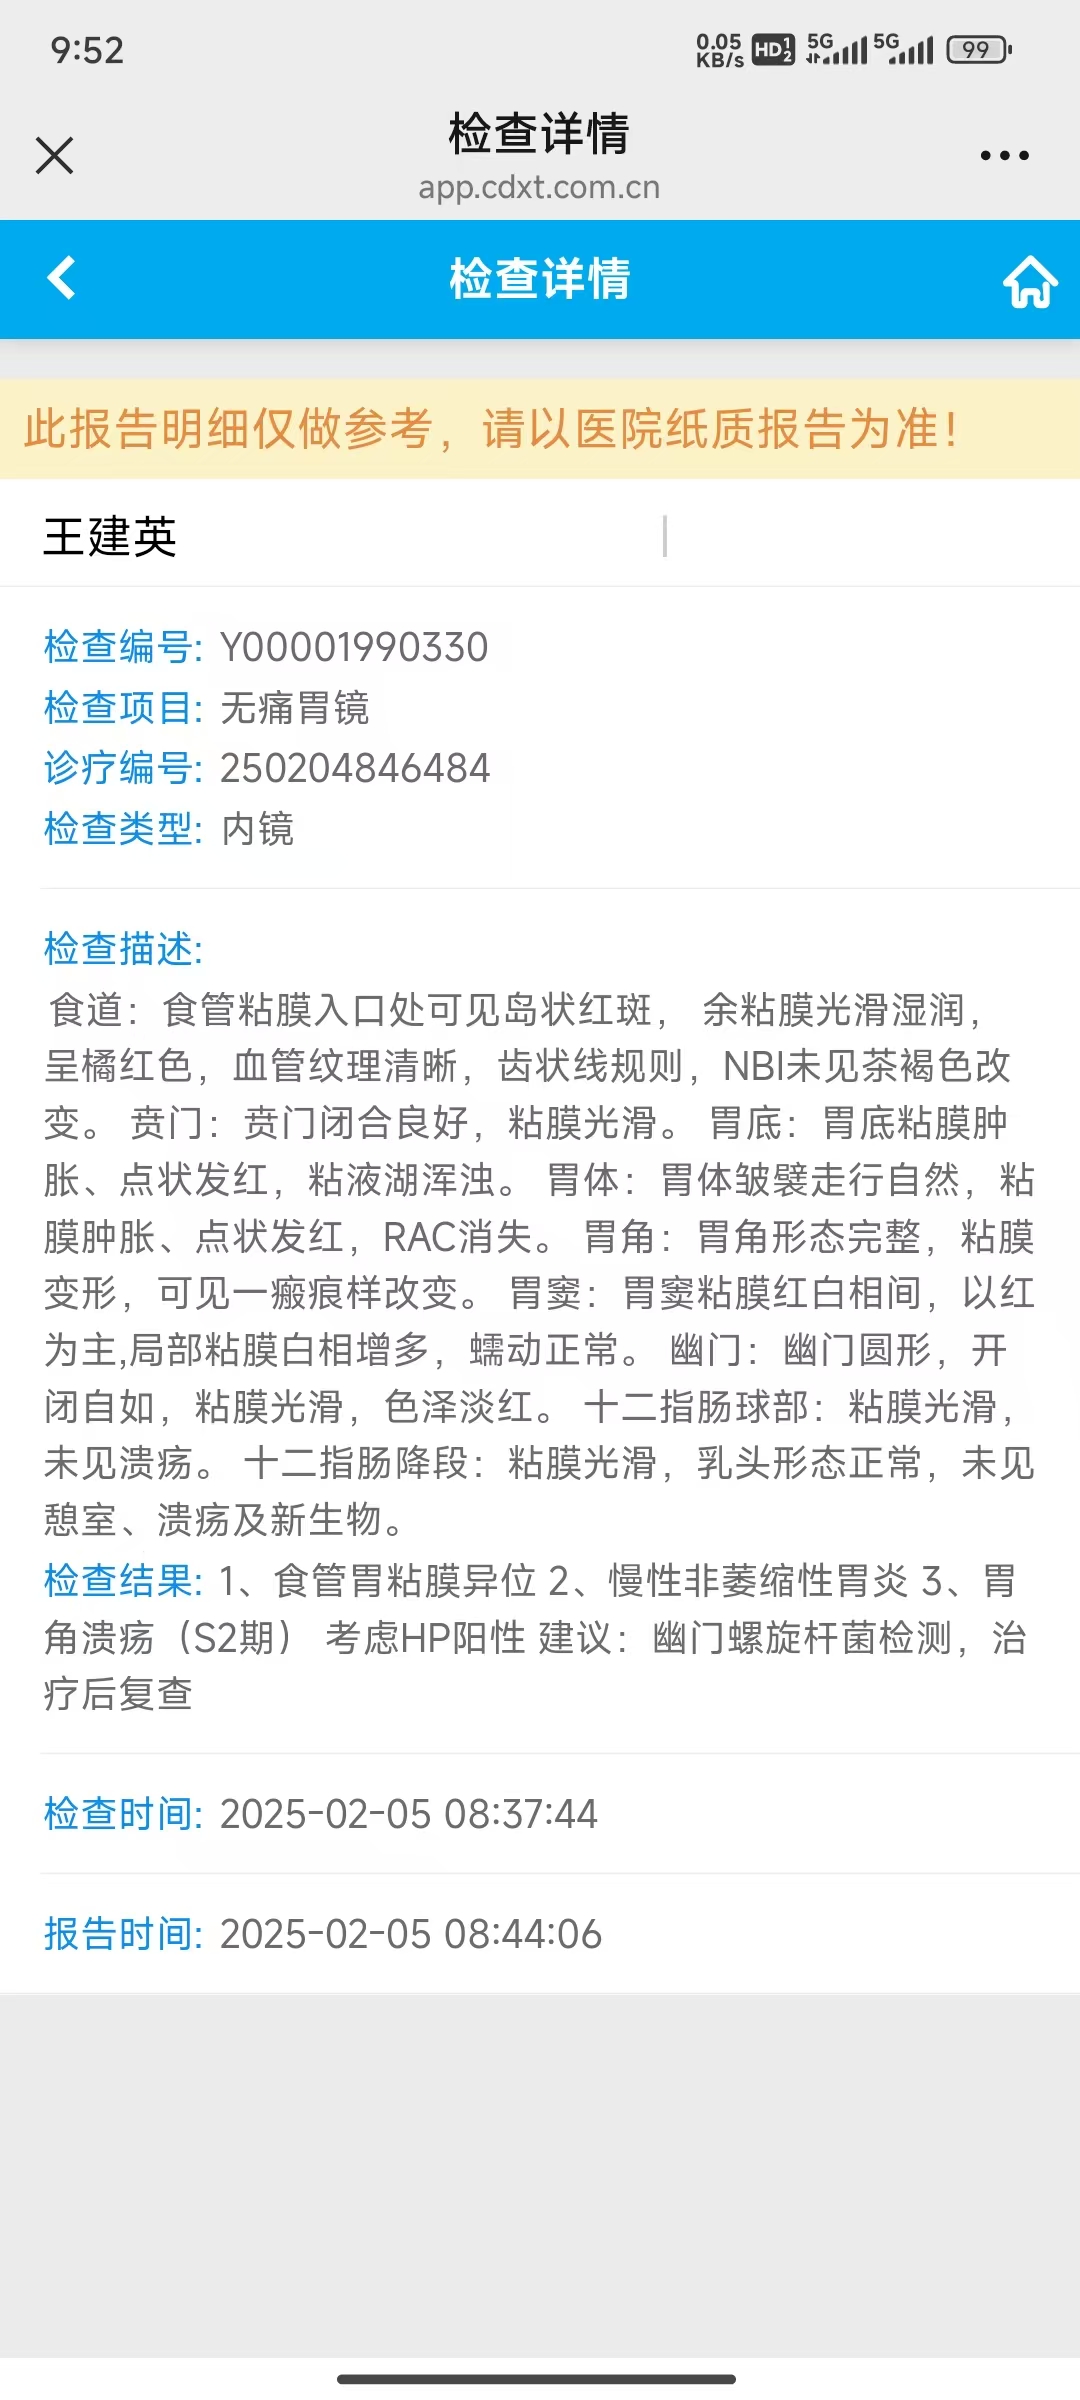 9:52
0.05 KB/s HD 1 2 5G 5G 99
检查详情
app.cdxt.com.cn
检查详情
此报告明细仅做参考，请以医院纸质报告为准！
王建英
检查编号: Y00001990330
检查项目: 无痛胃镜
诊疗编号: 250204846484
检查类型: 内镜
检查描述:
食道：食管粘膜入口处可见岛状红斑， 余粘膜光滑湿润，
呈橘红色，血管纹理清晰，齿状线规则，NBI未见茶褐色改
变。 贲门：贲门闭合良好，粘膜光滑。 胃底：胃底粘膜肿
胀、点状发红，粘液湖浑浊。 胃体：胃体皱襞走行自然，粘
膜肿胀、点状发红，RAC消失。 胃角：胃角形态完整，粘膜
变形，可见一瘢痕样改变。 胃窦：胃窦粘膜红白相间，以红
为主,局部粘膜白相增多，蠕动正常。 幽门：幽门圆形，开
闭自如，粘膜光滑，色泽淡红。 十二指肠球部：粘膜光滑，
未见溃疡。 十二指肠降段：粘膜光滑，乳头形态正常，未见
憩室、溃疡及新生物。
检查结果: 1、食管胃粘膜异位 2、慢性非萎缩性胃炎 3、胃
角溃疡（S2期） 考虑HP阳性 建议：幽门螺旋杆菌检测，治
疗后复查
检查时间: 2025-02-05 08:37:44
报告时间: 2025-02-05 08:44:06